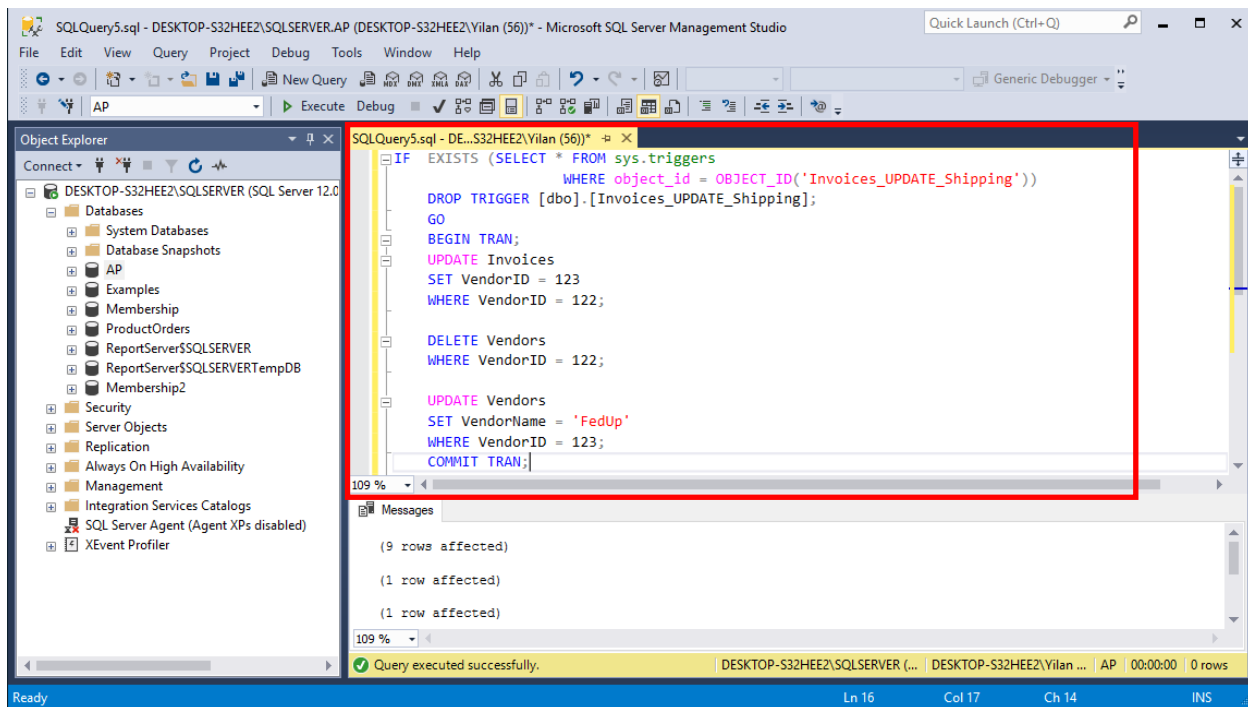 SQLQuery5.sql - DESKTOP-S32HEE2\SQLSERVER.AP (DESKTOP-S32HEE2\Yilan (56))* - Microsoft SQL Server Management Studio
Quick Launch (Ctrl+Q)
File Edit View Query Project Debug Tools Window Help
New Query MDX DMX XMLA DAX Generic Debugger
AP Execute Debug
Object Explorer
Connect
DESKTOP-S32HEE2\SQLSERVER (SQL Server 12.0
Databases
System Databases
Database Snapshots
AP
Examples
Membership
ProductOrders
ReportServer$SQLSERVER
ReportServer$SQLSERVERTempDB
Membership2
Security
Server Objects
Replication
Always On High Availability
Management
Integration Services Catalogs
SQL Server Agent (Agent XPs disabled)
XEvent Profiler
SQLQuery5.sql - DE...S32HEE2\Yilan (56))*
IF EXISTS (SELECT * FROM sys.triggers
WHERE object_id = OBJECT_ID('Invoices_UPDATE_Shipping'))
DROP TRIGGER [dbo].[Invoices_UPDATE_Shipping];
GO
BEGIN TRAN;
UPDATE Invoices
SET VendorID = 123
WHERE VendorID = 122;
DELETE Vendors
WHERE VendorID = 122;
UPDATE Vendors
SET VendorName = 'FedUp'
WHERE VendorID = 123;
COMMIT TRAN;
109 %
Messages
(9 rows affected)
(1 row affected)
(1 row affected)
109 %
Query executed successfully.
DESKTOP-S32HEE2\SQLSERVER (... DESKTOP-S32HEE2\Yilan ... AP 00:00:00 0 rows
Ready Ln 16 Col 17 Ch 14 INS